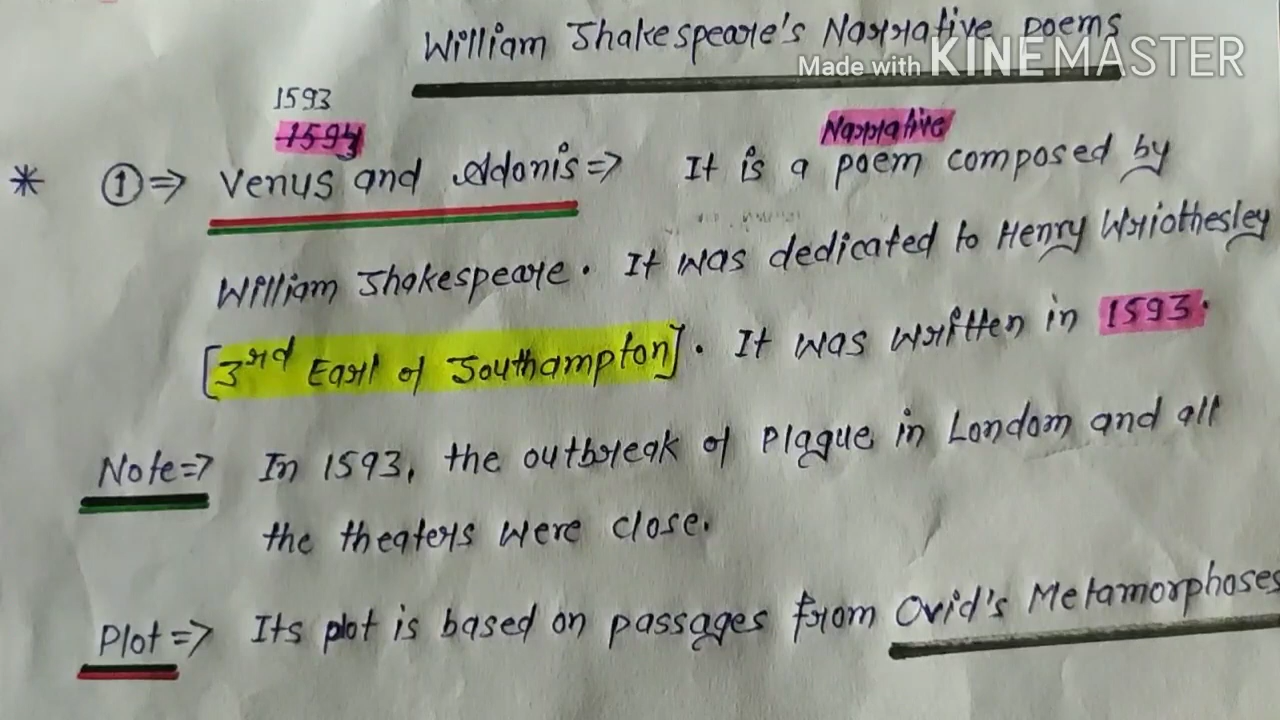 William Shakespeare's Narrative Poems
Made with KINEMASTER
1593
1594
Narrative
* ① => Venus and Adonis => It is a poem composed by
William Shakespeare. It was dedicated to Henry Wriothesley
[3rd Earl of Southampton]. It was written in 1593.
Note => In 1593, the outbreak of Plague in London and all
the theaters were close.
Plot => Its plot is based on passages from Ovid's Metamorphoses